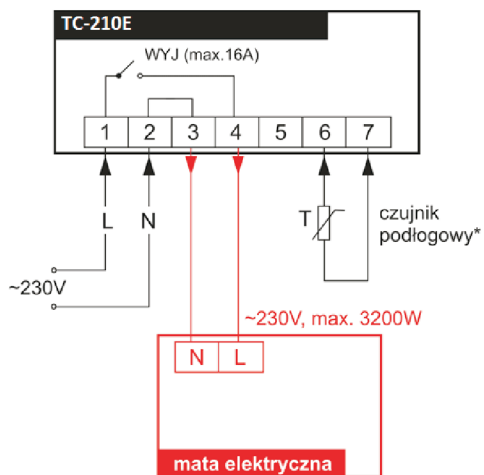 TC-210E
WYJ (max.16A)
1 2 3 4 5 6 7
L N
T
czujnik
podłogowy*
~230V
~230V, max. 3200W
N L
mata elektryczna